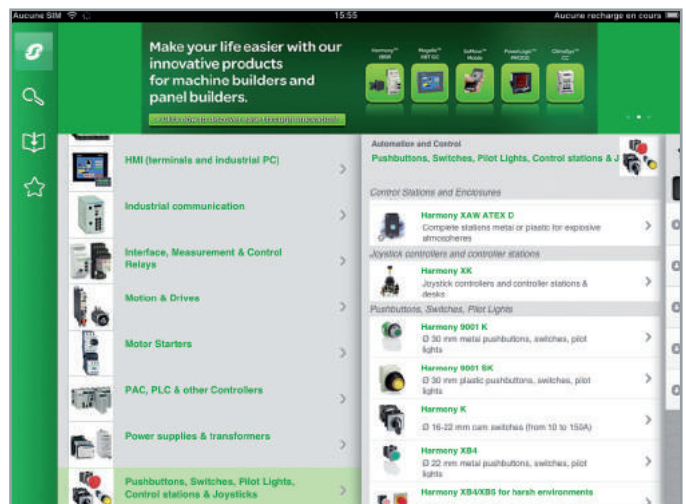 Aucune SIM
15:55
Aucune recharge en cours
Make your life easier with our
innovative products
for machine builders and
panel builders.
HMI (terminals and industrial PC)
Industrial communication
Interface, Measurement & Control
Relays
Motion & Drives
Motor Starters
PAC, PLC & other Controllers
Power supplies & transformers
Pushbuttons, Switches, Pilot Lights,
Control stations & Joysticks
Automation and Control
Pushbuttons, Switches, Pilot Lights, Control stations & J
Control Stations and Enclosures
Harmony XAW ATEX D
Complete stations metal or plastic for explosive
atmospheres
Joystick controllers and controller stations
Harmony XK
Joystick controllers and controller stations &
desks
Pushbuttons, Switches, Pilot Lights
Harmony 9001 K
Ø 30 mm metal pushbuttons, switches, pilot
lights
Harmony 9001 SK
Ø 30 mm plastic pushbuttons, switches, pilot
lights
Harmony K
Ø 16-22 mm cam switches (from 10 to 150A)
Harmony XB4
Ø 22 mm metal pushbuttons, switches, pilot
lights
Harmony XB4/XB5 for harsh environments